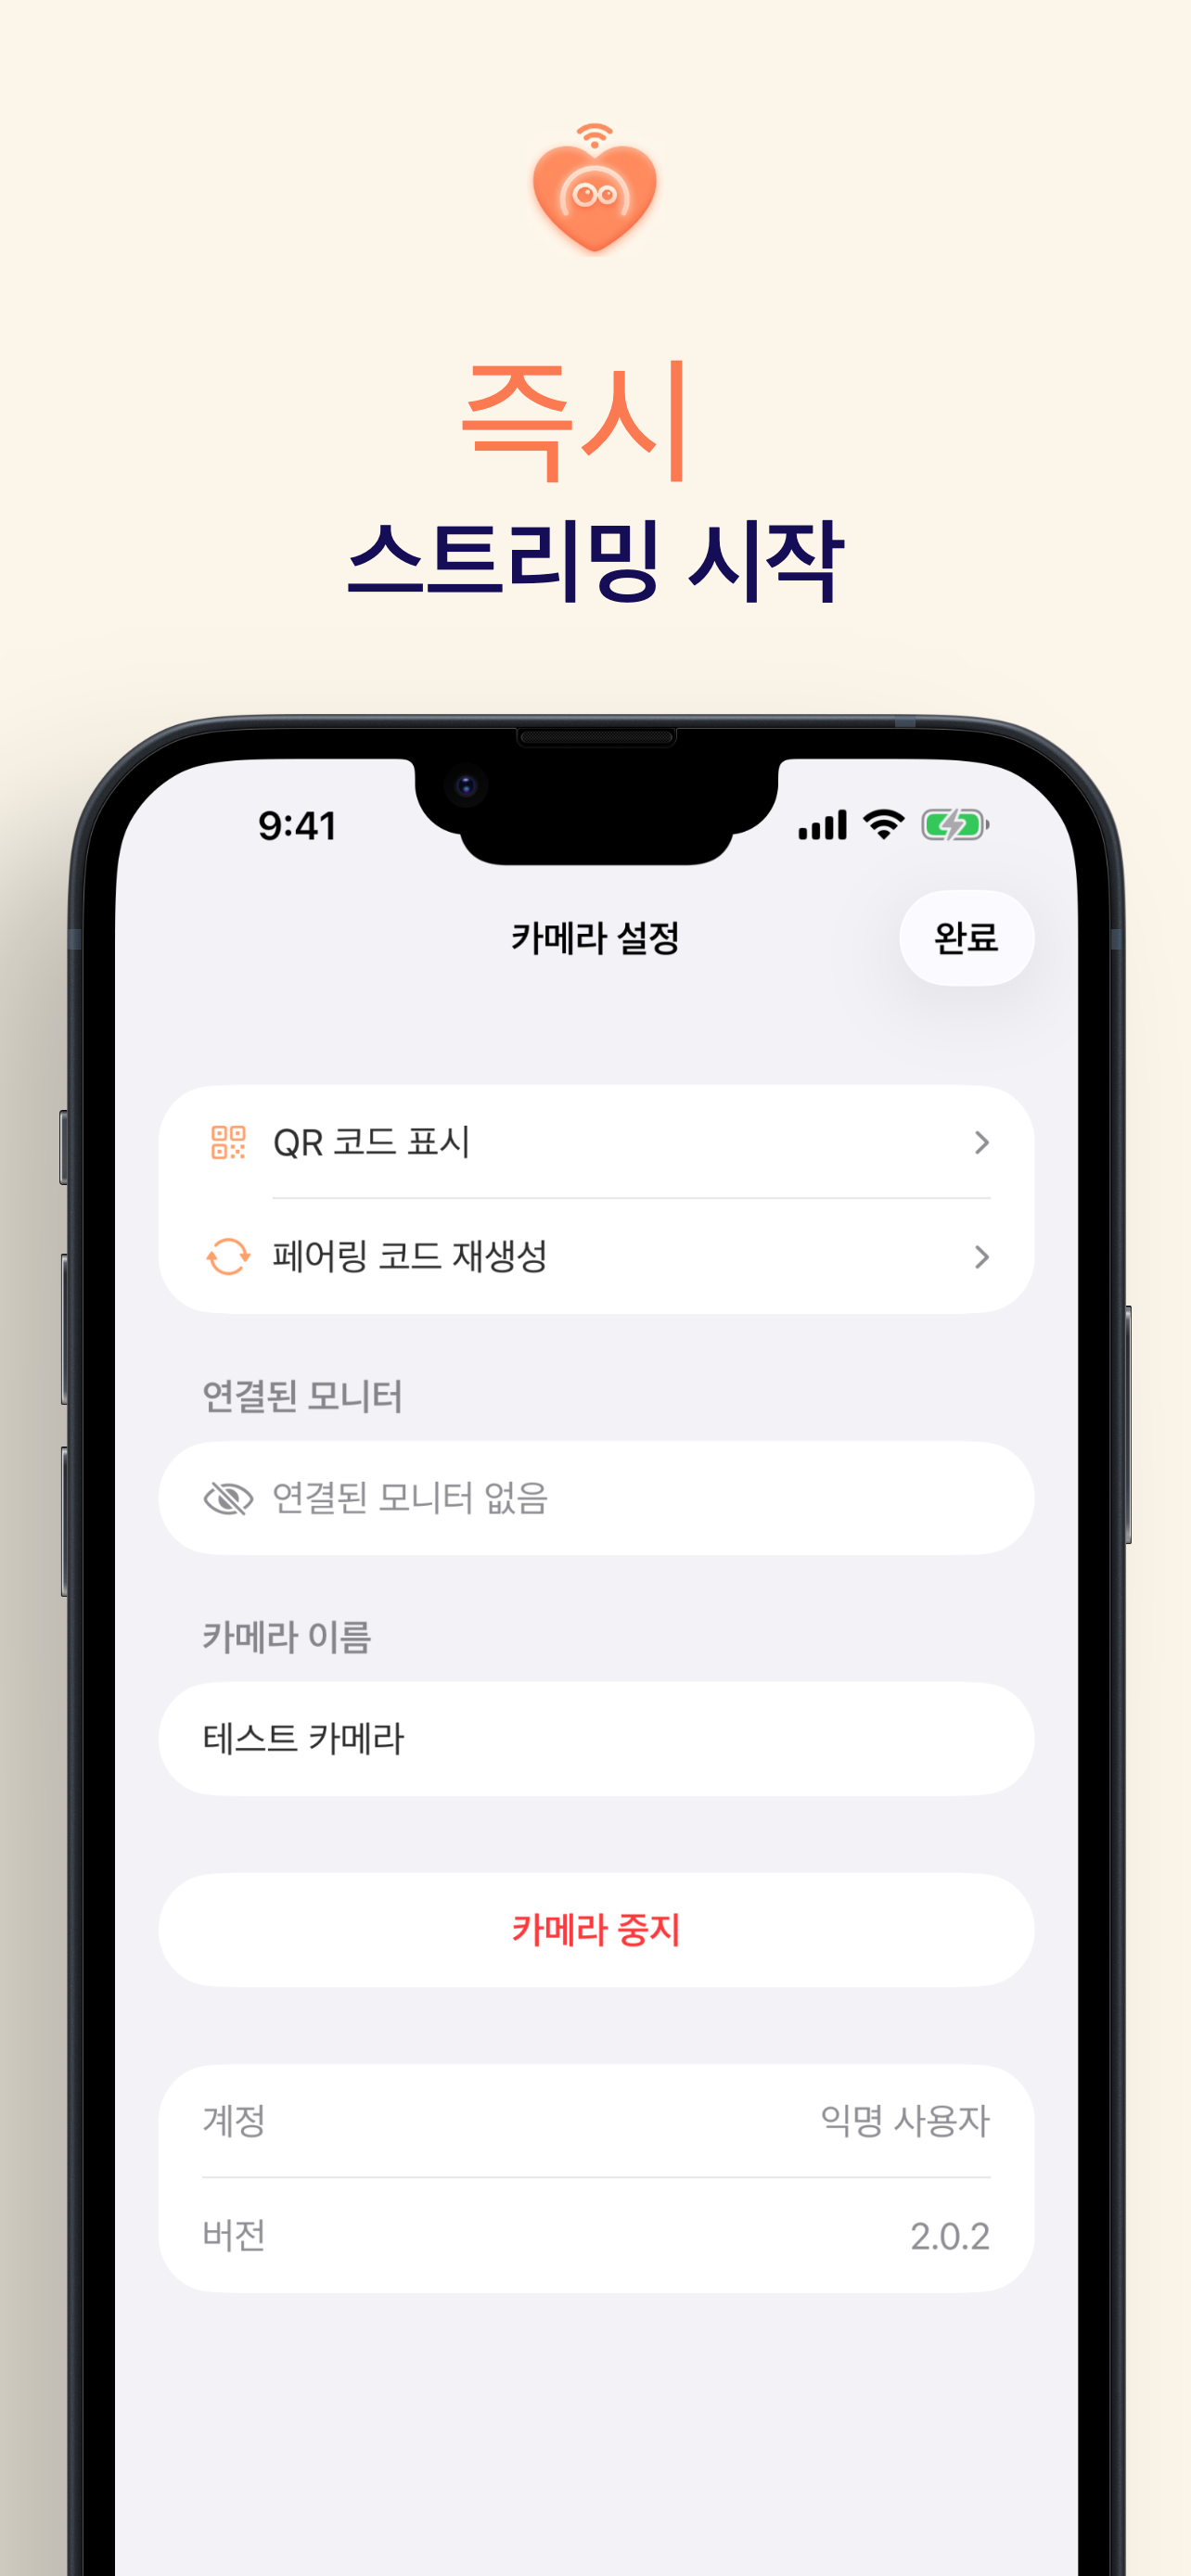 즉시
스트리밍 시작
9:41
카메라 설정
완료
QR 코드 표시
페어링 코드 재생성
연결된 모니터
연결된 모니터 없음
카메라 이름
테스트 카메라
카메라 중지
계정
익명 사용자
버전
2.0.2